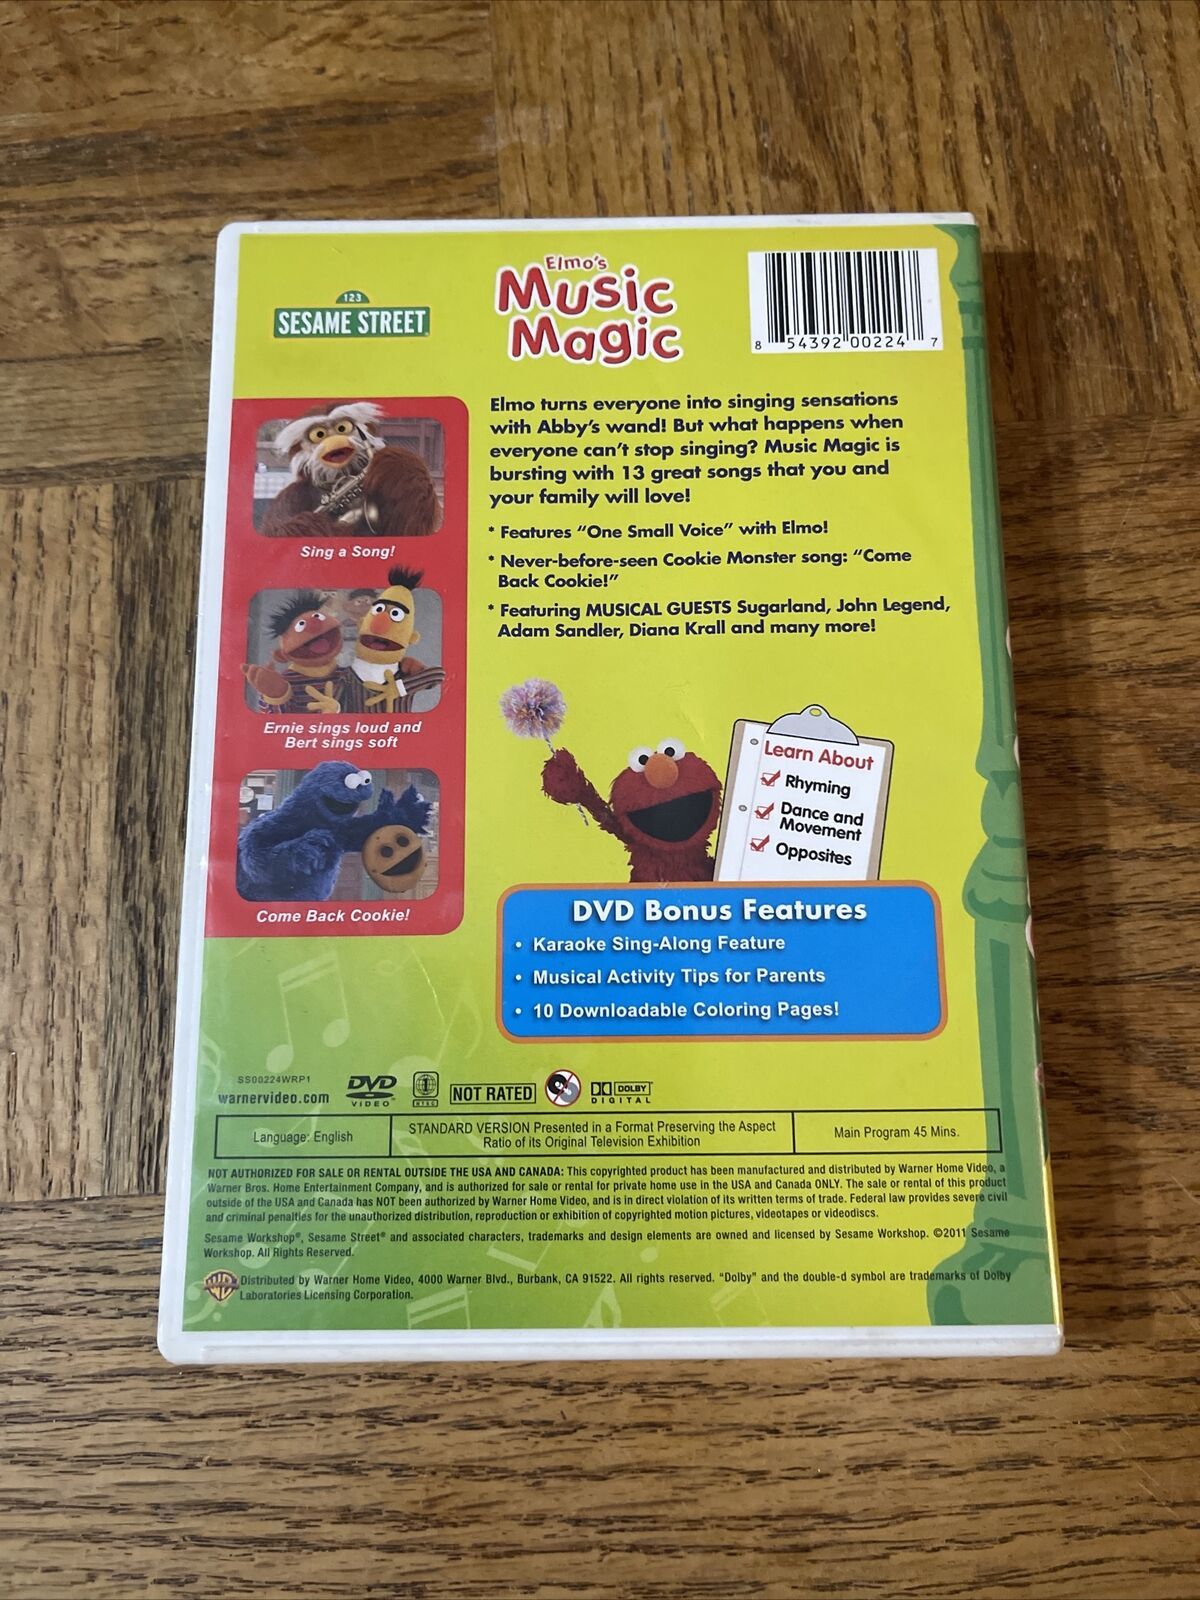 123
SESAME STREET
Elmo's
Music
Magic
8 54392 00224 7
Elmo turns everyone into singing sensations
with Abby's wand! But what happens when
everyone can't stop singing? Music Magic is
bursting with 13 great songs that you and
your family will love!
* Features "One Small Voice" with Elmo!
* Never-before-seen Cookie Monster song: "Come
Back Cookie!"
* Featuring MUSICAL GUESTS Sugarland, John Legend,
Adam Sandler, Diana Krall and many more!
Sing a Song!
Ernie sings loud and
Bert sings soft
Come Back Cookie!
Learn About
Rhyming
Dance and
Movement
Opposites
DVD Bonus Features
• Karaoke Sing-Along Feature
• Musical Activity Tips for Parents
• 10 Downloadable Coloring Pages!
SS00224WRP1
warnervideo.com
DVD
VIDEO
NTSC
NOT RATED
DOLBY
DIGITAL
Language: English
STANDARD VERSION Presented in a Format Preserving the Aspect
Ratio of its Original Television Exhibition
Main Program 45 Mins.
NOT AUTHORIZED FOR SALE OR RENTAL OUTSIDE THE USA AND CANADA: This copyrighted product has been manufactured and distributed by Warner Home Video, a
Warner Bros. Home Entertainment Company, and is authorized for sale or rental for private home use in the USA and Canada ONLY. The sale or rental of this product
outside of the USA and Canada has NOT been authorized by Warner Home Video, and is in direct violation of its written terms of trade. Federal law provides severe civil
and criminal penalties for the unauthorized distribution, reproduction or exhibition of copyrighted motion pictures, videotapes or videodiscs.
Sesame Workshop®, Sesame Street® and associated characters, trademarks and design elements are owned and licensed by Sesame Workshop. ©2011 Sesame
Workshop. All Rights Reserved.
WB
Distributed by Warner Home Video, 4000 Warner Blvd., Burbank, CA 91522. All rights reserved. "Dolby" and the double-d symbol are trademarks of Dolby
Laboratories Licensing Corporation.